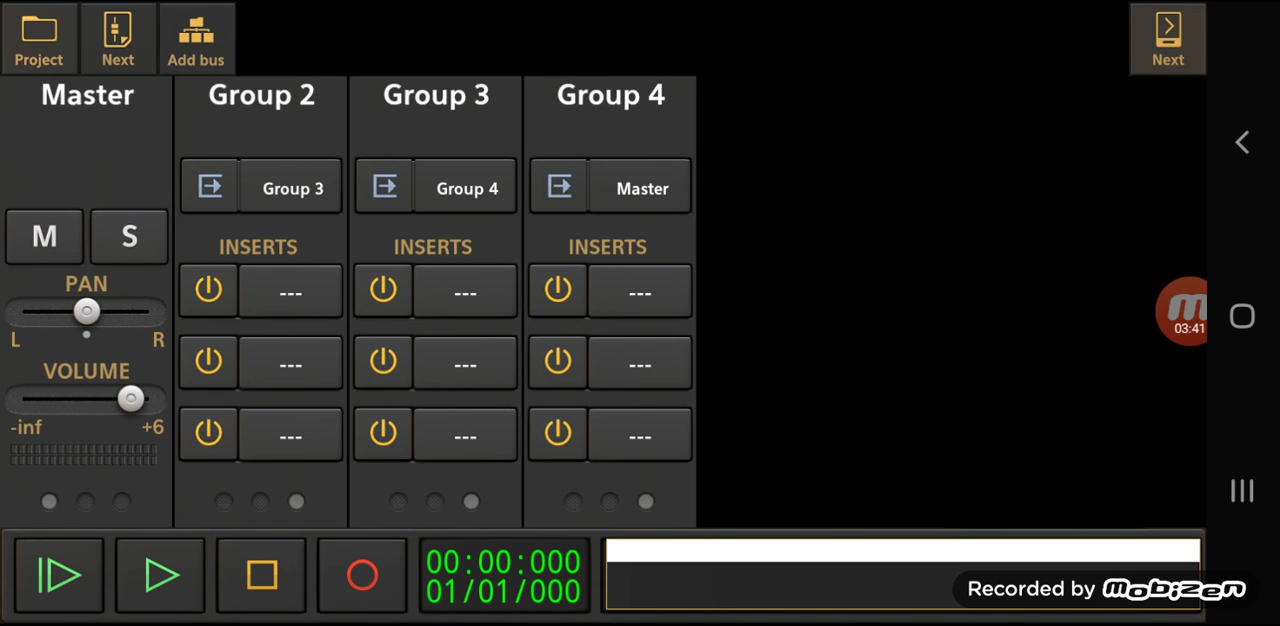 Project
Next
Add bus
Next
Master
Group 2
Group 3
Group 4
Group 3
Group 4
Master
M
S
INSERTS
INSERTS
INSERTS
PAN
---
---
---
L
R
VOLUME
---
---
---
-inf
+6
---
---
---
03:41
00:00:000
01/01/000
Recorded by mobizen